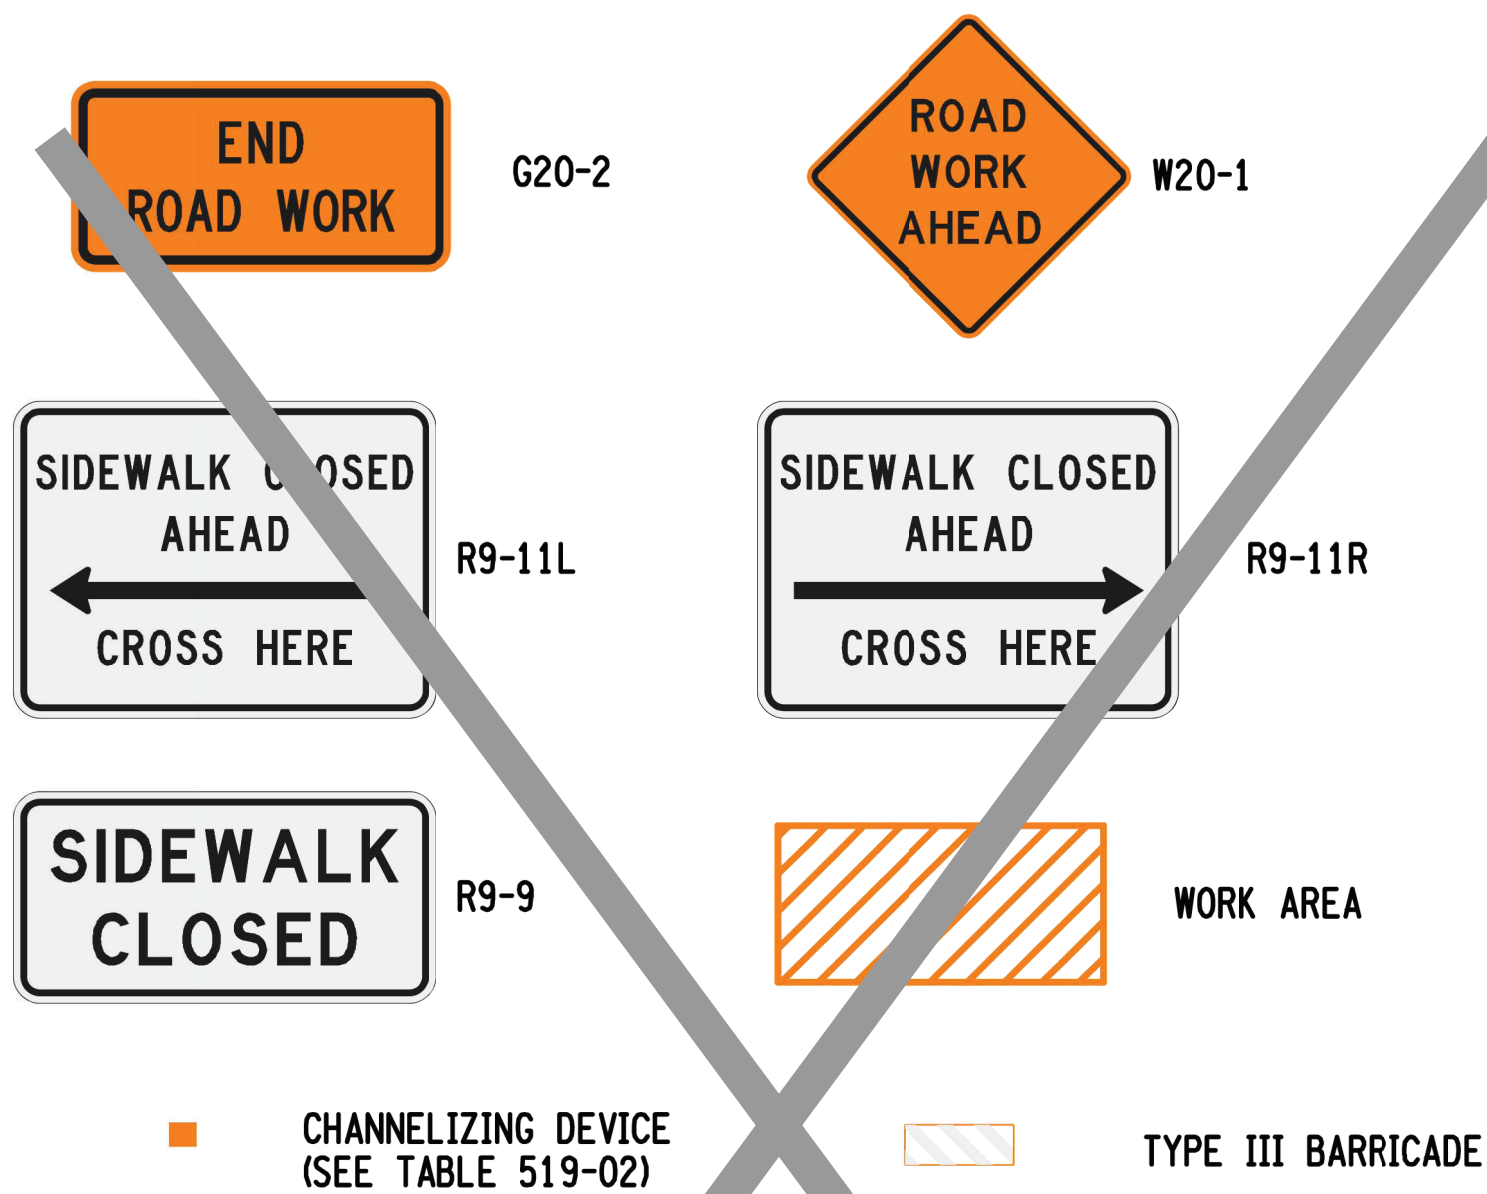 END
ROAD WORK
G20-2
ROAD
WORK
AHEAD
W20-1
SIDEWALK CLOSED
AHEAD
CROSS HERE
R9-11L
SIDEWALK CLOSED
AHEAD
CROSS HERE
R9-11R
SIDEWALK
CLOSED
R9-9
WORK AREA
CHANNELIZING DEVICE
(SEE TABLE 519-02)
TYPE III BARRICADE